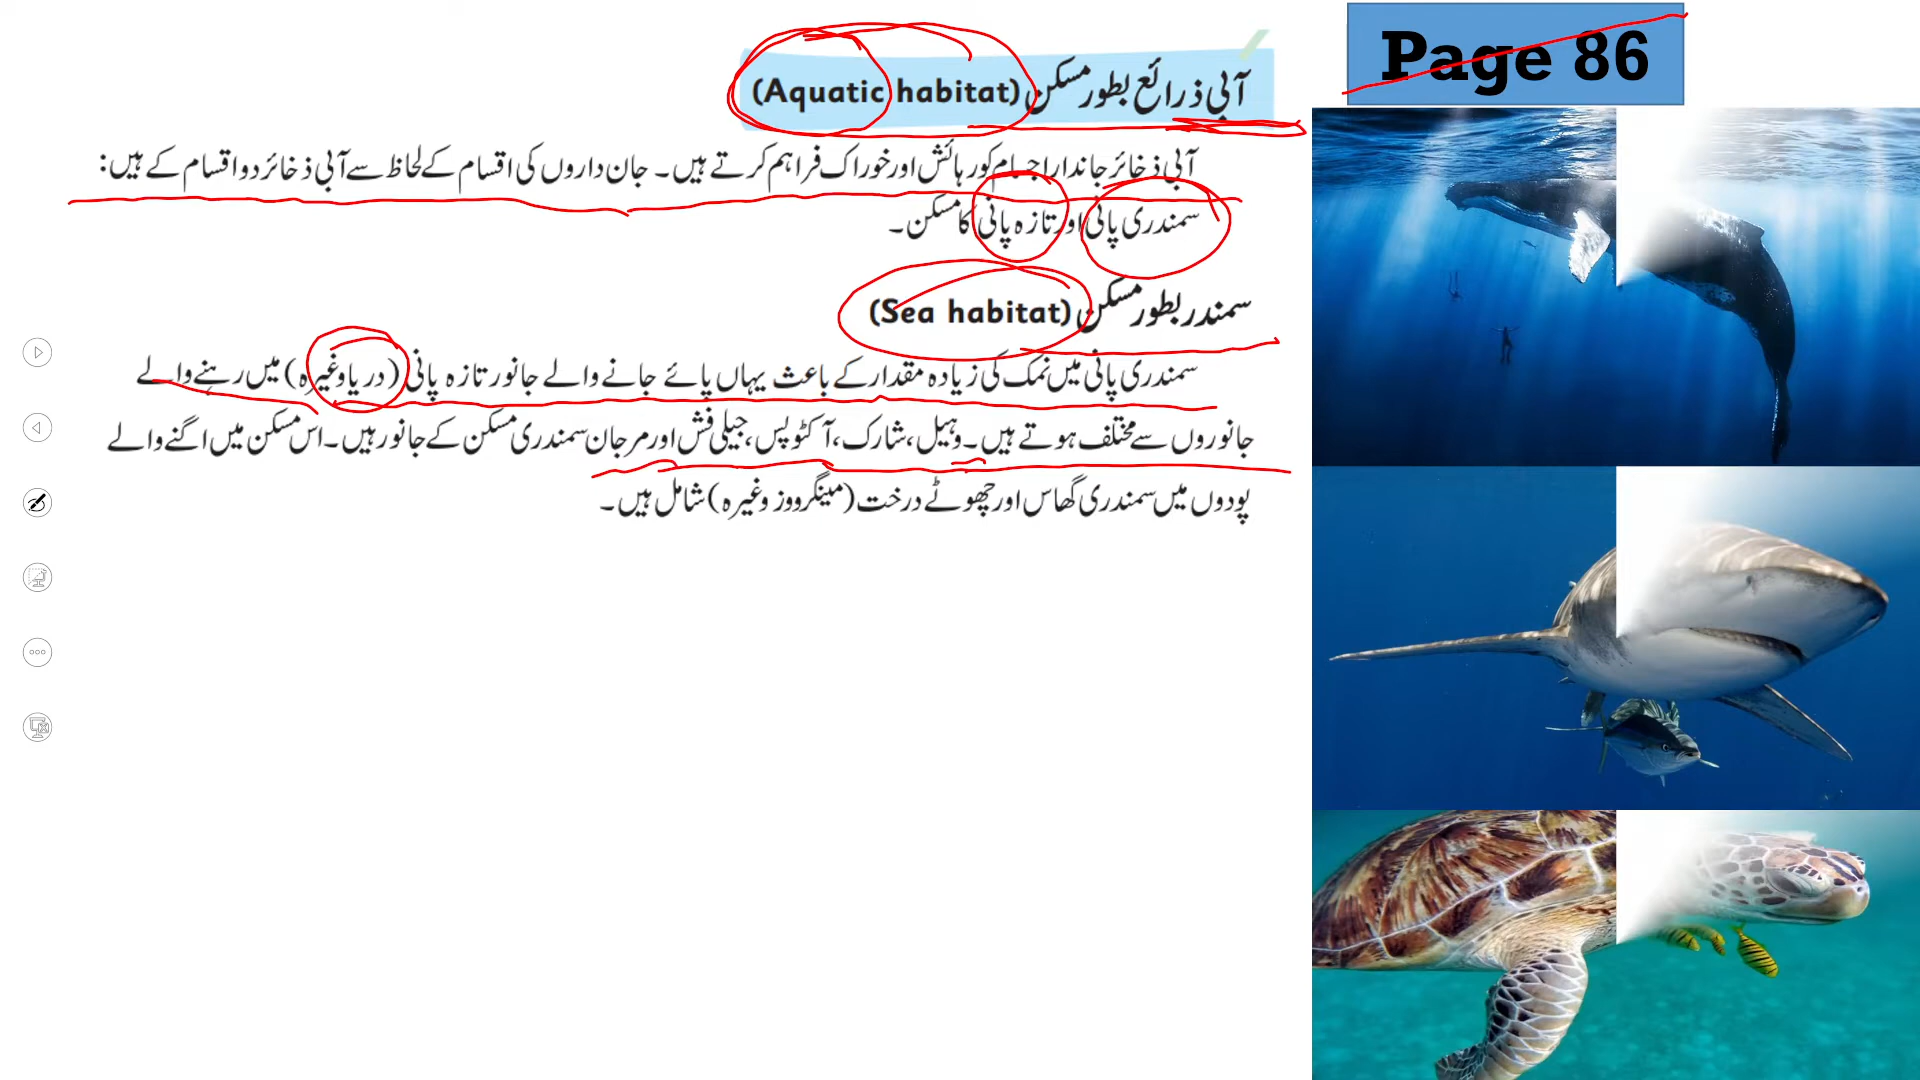 Page 86
آبی ذرائع بطور مسکن (Aquatic habitat)
آبی ذخائر جاندار اجسام کو رہائش اور خوراک فراہم کرتے ہیں۔ جان داروں کی اقسام کے لحاظ سے آبی ذخائر دو اقسام کے ہیں:
سمندری پانی اور تازہ پانی کا مسکن۔
سمندر بطور مسکن (Sea habitat)
سمندری پانی میں نمک کی زیادہ مقدار کے باعث یہاں پائے جانے والے جانور تازہ پانی (دریا وغیرہ) میں رہنے والے
جانوروں سے مختلف ہوتے ہیں۔ وہیل، شارک، آکٹوپس، جیلی فش اور مرجان سمندری مسکن کے جانور ہیں۔ اس مسکن میں اگنے والے
پودوں میں سمندری گھاس اور چھوٹے درخت (مینگرووز وغیرہ) شامل ہیں۔